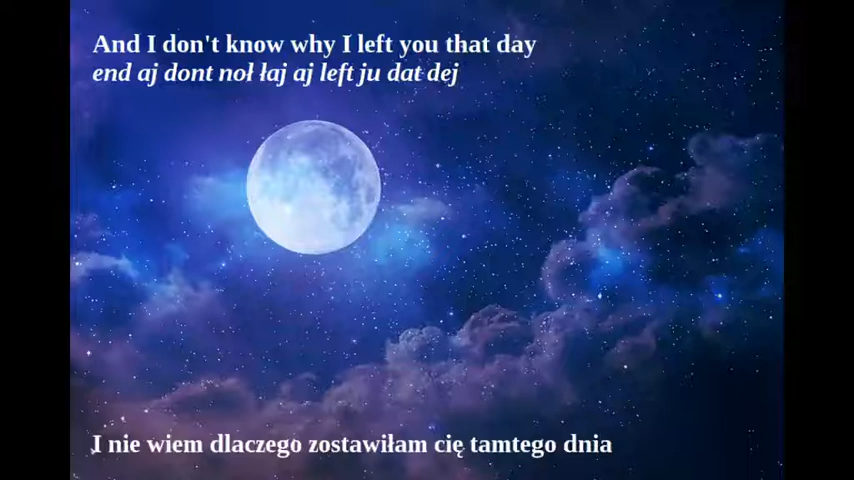 And I don't know why I left you that day
end aj dont noł łaj aj left ju dat dej
I nie wiem dlaczego zostawiłam cię tamtego dnia